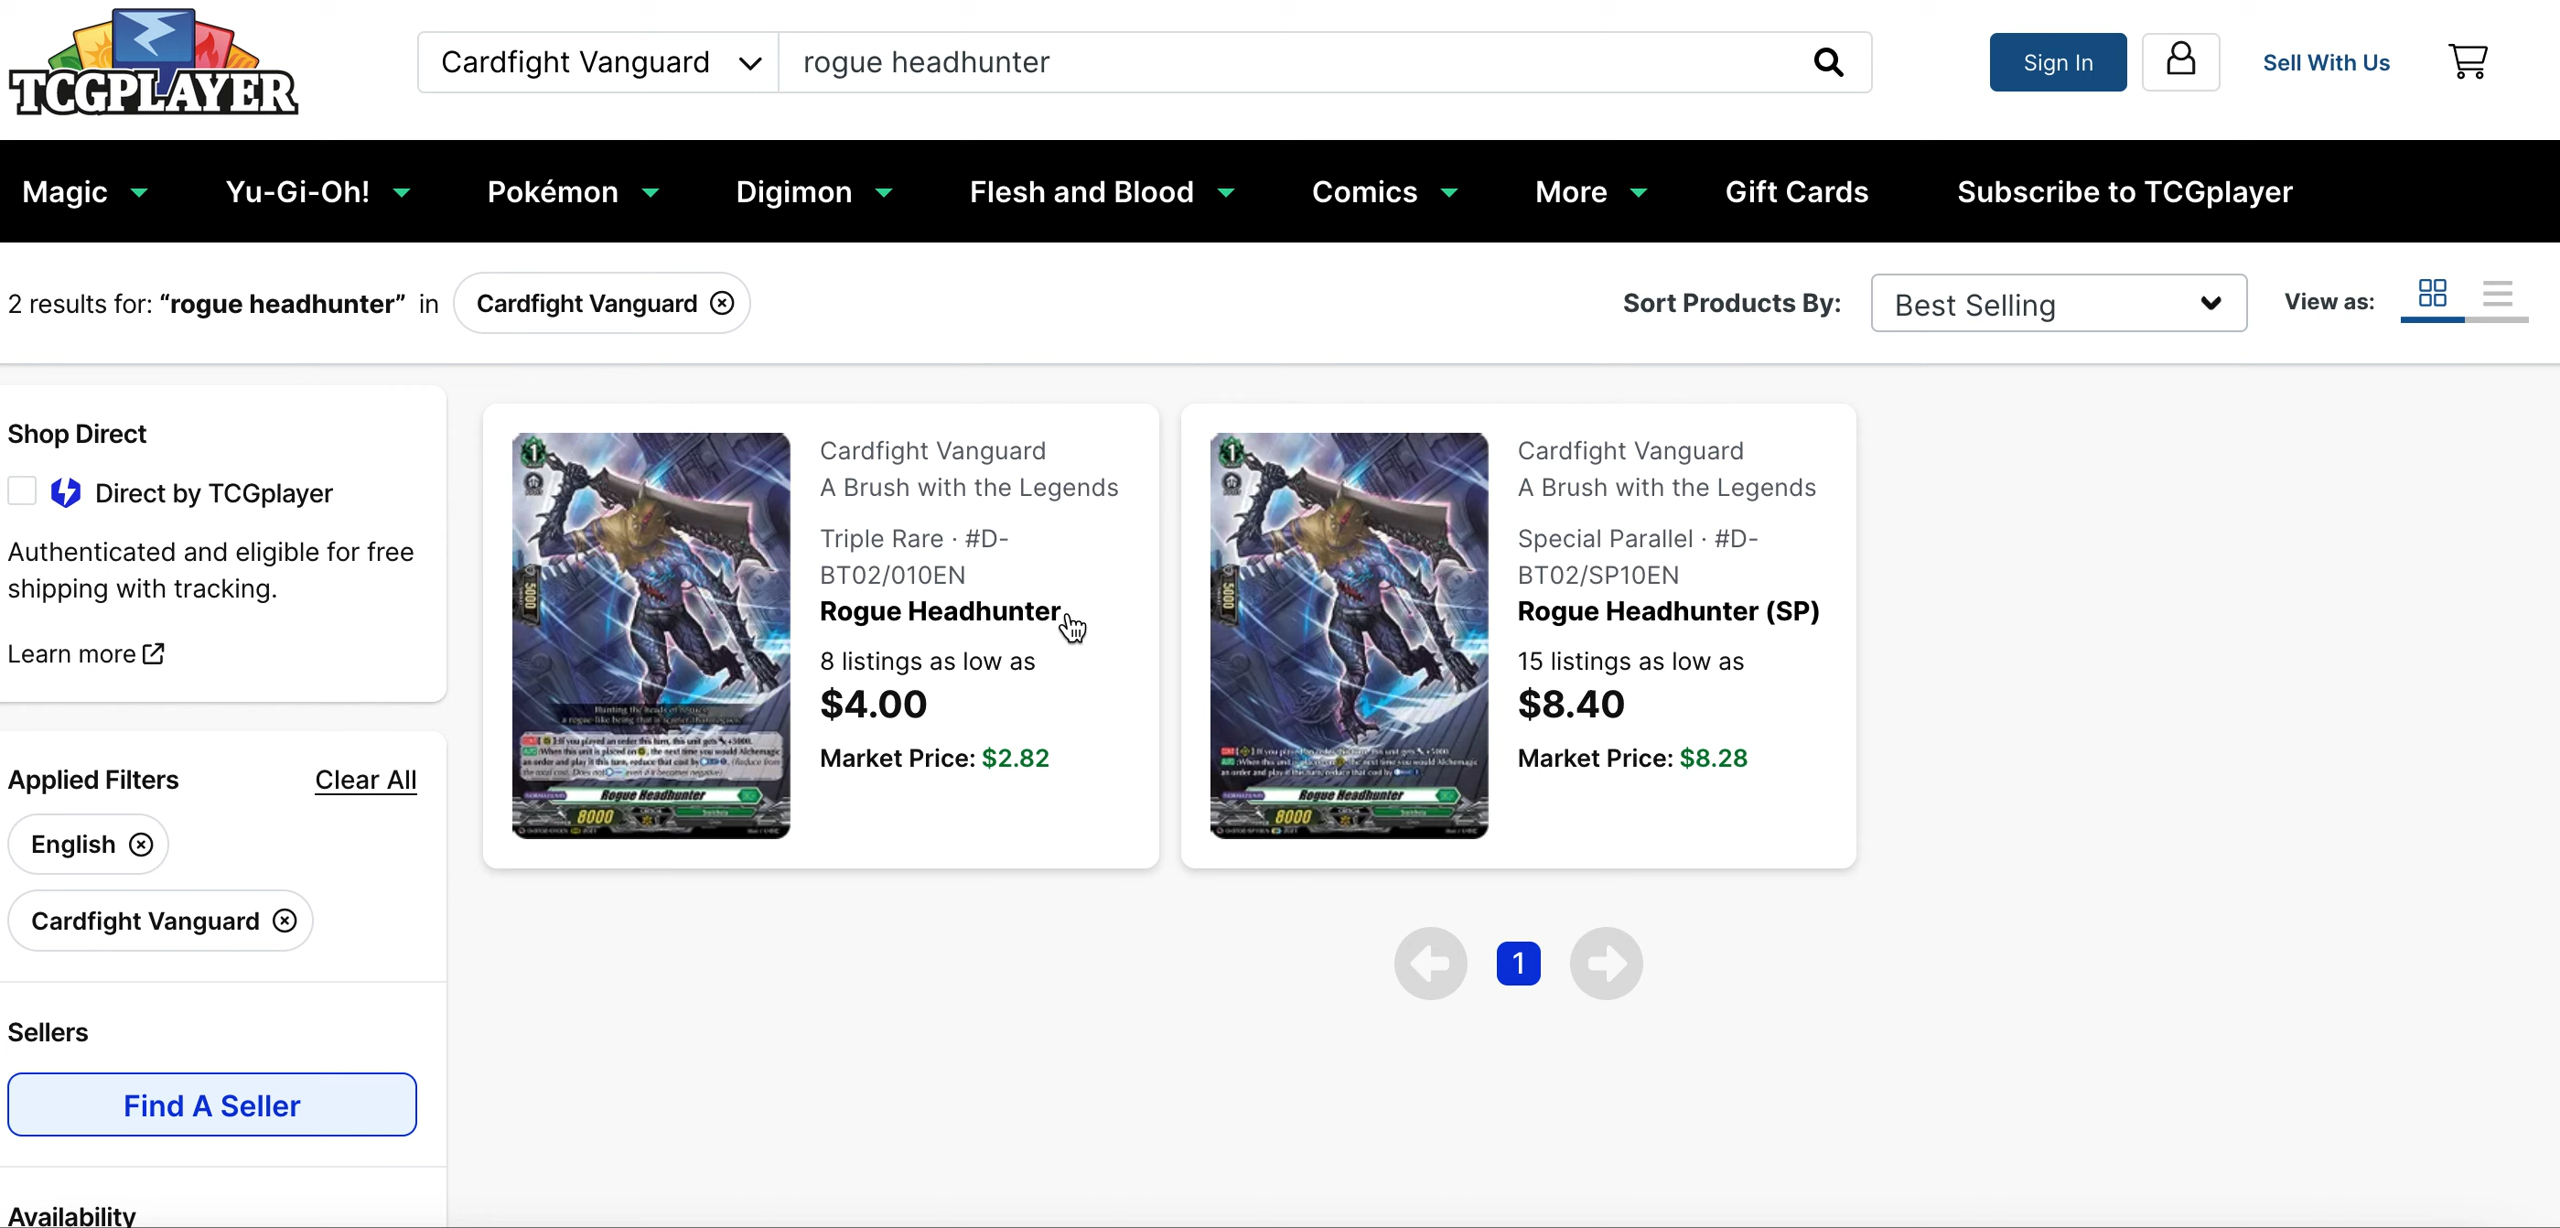 TCGPLAYER
Cardfight Vanguard
rogue headhunter
Sign In
Sell With Us
Magic
Yu-Gi-Oh!
Pokémon
Digimon
Flesh and Blood
Comics
More
Gift Cards
Subscribe to TCGplayer
2 results for: “rogue headhunter” in
Cardfight Vanguard
Sort Products By:
Best Selling
View as:
Shop Direct
Direct by TCGplayer
Authenticated and eligible for free
shipping with tracking.
Learn more
Applied Filters
Clear All
English
Cardfight Vanguard
Sellers
Find A Seller
Availability
1
5000
Rogue Headhunter
8000
Cardfight Vanguard
A Brush with the Legends
Triple Rare · #D-
BT02/010EN
Rogue Headhunter
8 listings as low as
$4.00
Market Price: $2.82
1
5000
Rogue Headhunter
8000
Cardfight Vanguard
A Brush with the Legends
Special Parallel · #D-
BT02/SP10EN
Rogue Headhunter (SP)
15 listings as low as
$8.40
Market Price: $8.28
1